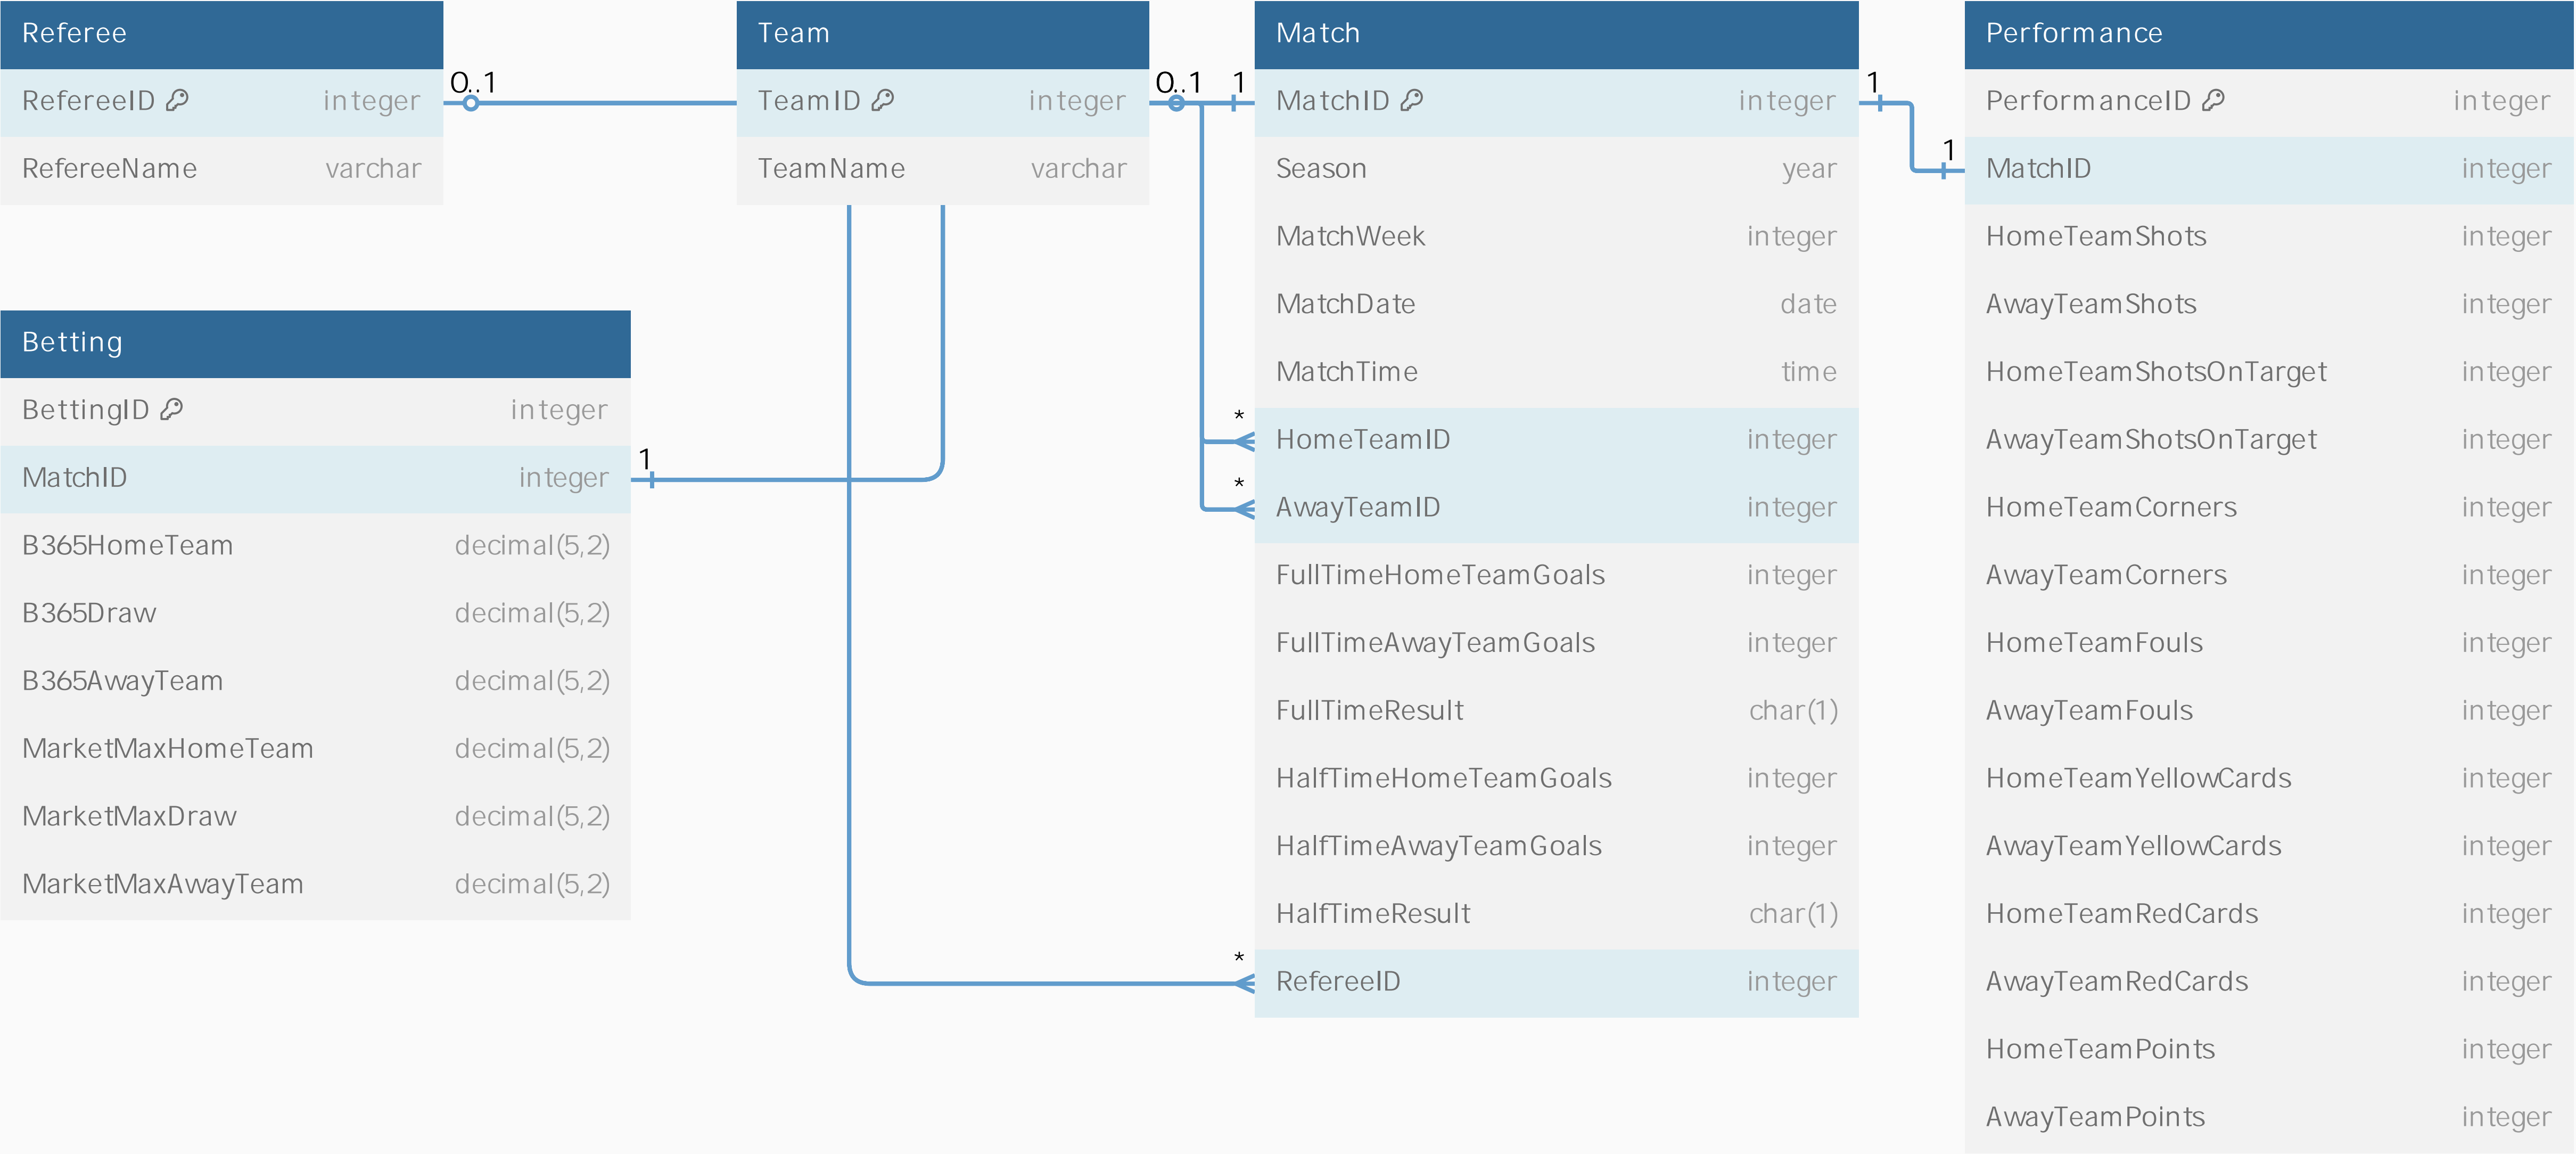 Referee
RefereeID integer
RefereeName varchar
0..1
Team
TeamID integer
TeamName varchar
0..1
1
Match
MatchID integer
Season year
MatchWeek integer
MatchDate date
MatchTime time
HomeTeamID integer
AwayTeamID integer
FullTimeHomeTeamGoals integer
FullTimeAwayTeamGoals integer
FullTimeResult char(1)
HalfTimeHomeTeamGoals integer
HalfTimeAwayTeamGoals integer
HalfTimeResult char(1)
RefereeID integer
*
*
*
1
1
Performance
PerformanceID integer
MatchID integer
HomeTeamShots integer
AwayTeamShots integer
HomeTeamShotsOnTarget integer
AwayTeamShotsOnTarget integer
HomeTeamCorners integer
AwayTeamCorners integer
HomeTeamFouls integer
AwayTeamFouls integer
HomeTeamYellowCards integer
AwayTeamYellowCards integer
HomeTeamRedCards integer
AwayTeamRedCards integer
HomeTeamPoints integer
AwayTeamPoints integer
Betting
BettingID integer
MatchID integer
B365HomeTeam decimal(5,2)
B365Draw decimal(5,2)
B365AwayTeam decimal(5,2)
MarketMaxHomeTeam decimal(5,2)
MarketMaxDraw decimal(5,2)
MarketMaxAwayTeam decimal(5,2)
1